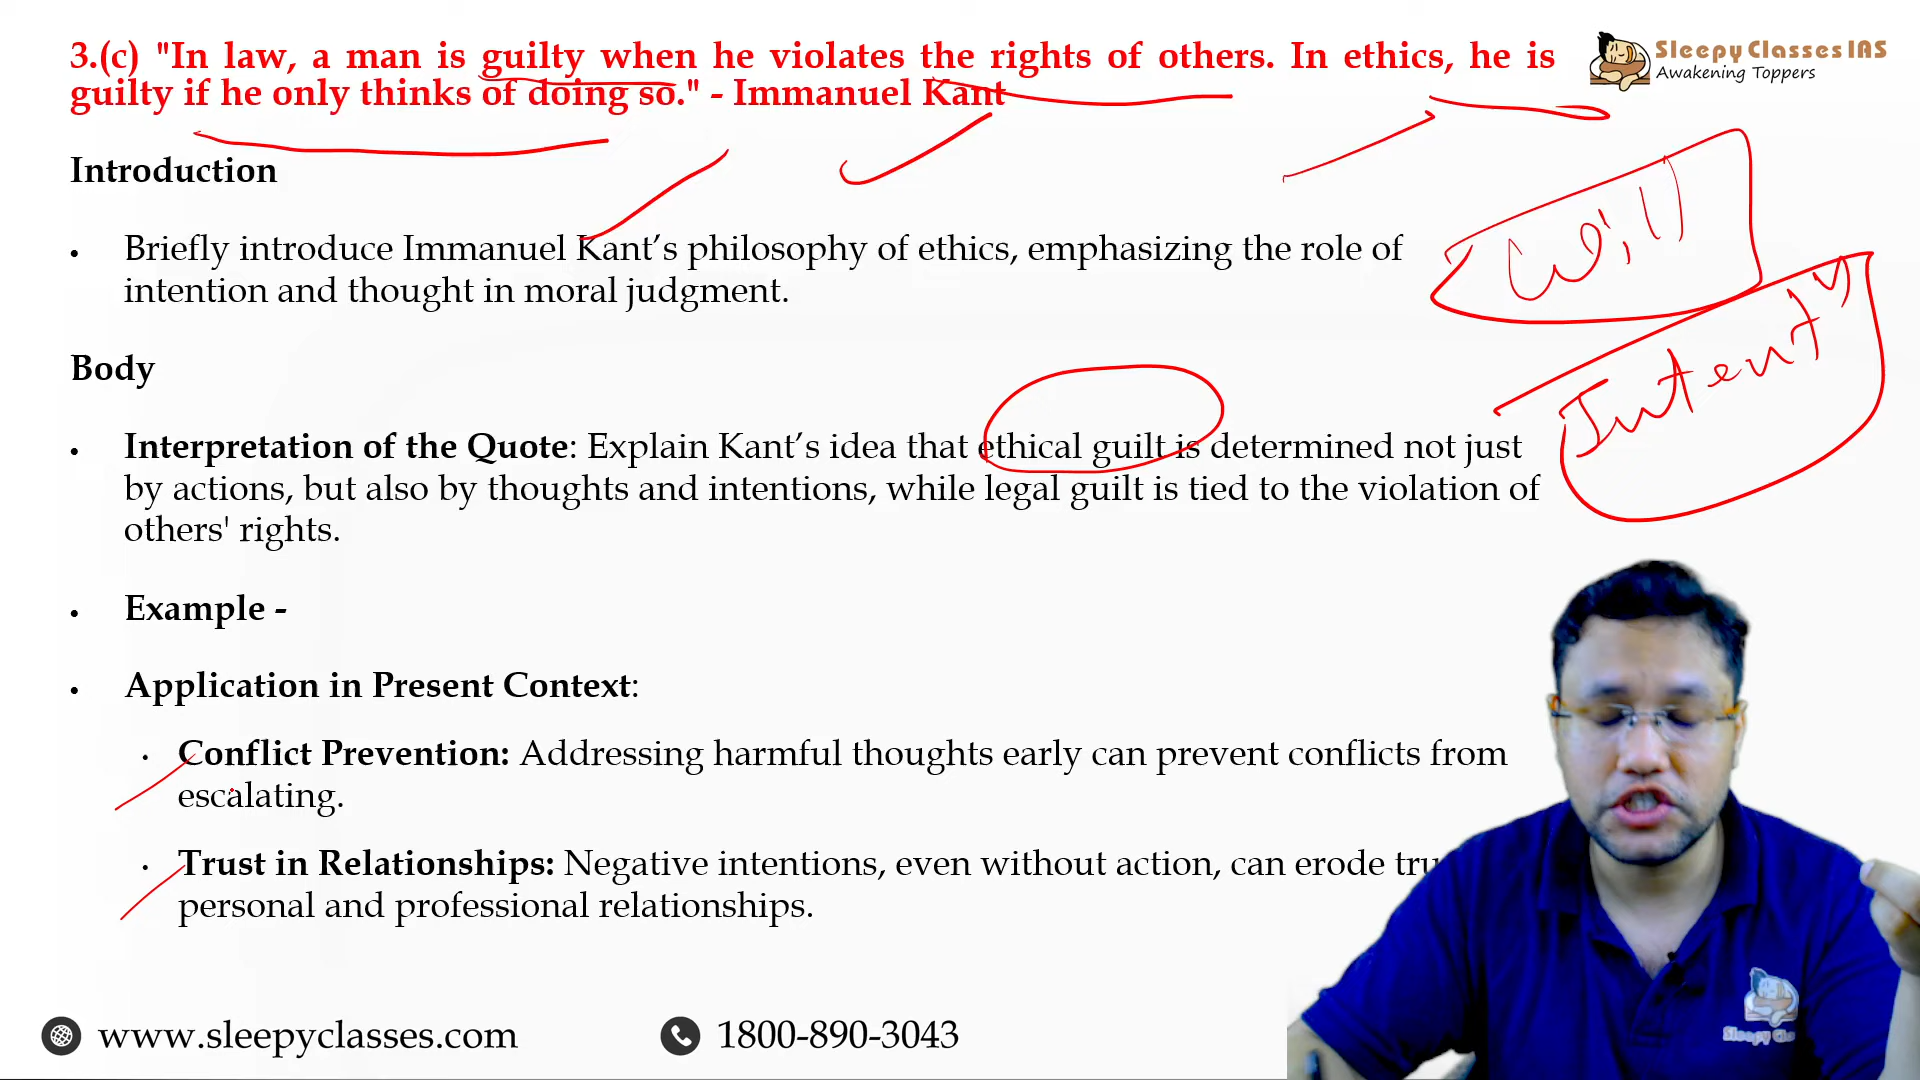 3.(c) "In law, a man is guilty when he violates the rights of others. In ethics, he is
guilty if he only thinks of doing so." - Immanuel Kant
Sleepy Classes IAS
Awakening Toppers
Introduction
• Briefly introduce Immanuel Kant’s philosophy of ethics, emphasizing the role of
intention and thought in moral judgment.
Will
Body
• Interpretation of the Quote: Explain Kant’s idea that ethical guilt is determined not just
by actions, but also by thoughts and intentions, while legal guilt is tied to the violation of
others' rights.
• Example -
• Application in Present Context:
• Conflict Prevention: Addressing harmful thoughts early can prevent conflicts from
escalating.
• Trust in Relationships: Negative intentions, even without action, can erode
personal and professional relationships.
www.sleepyclasses.com
1800-890-3043